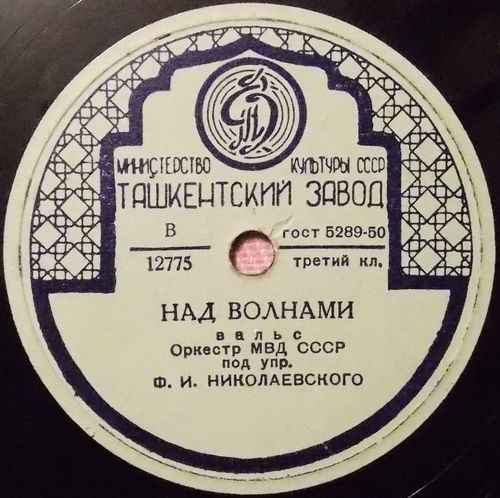 МИНИСТЕРСТВО КУЛЬТУРЫ СССР
ТАШКЕНТСКИЙ ЗАВОД
В гост 5289-50
12775 третий кл.
НАД ВОЛНАМИ
вальс
Оркестр МВД СССР
под упр.
Ф. И. НИКОЛАЕВСКОГО